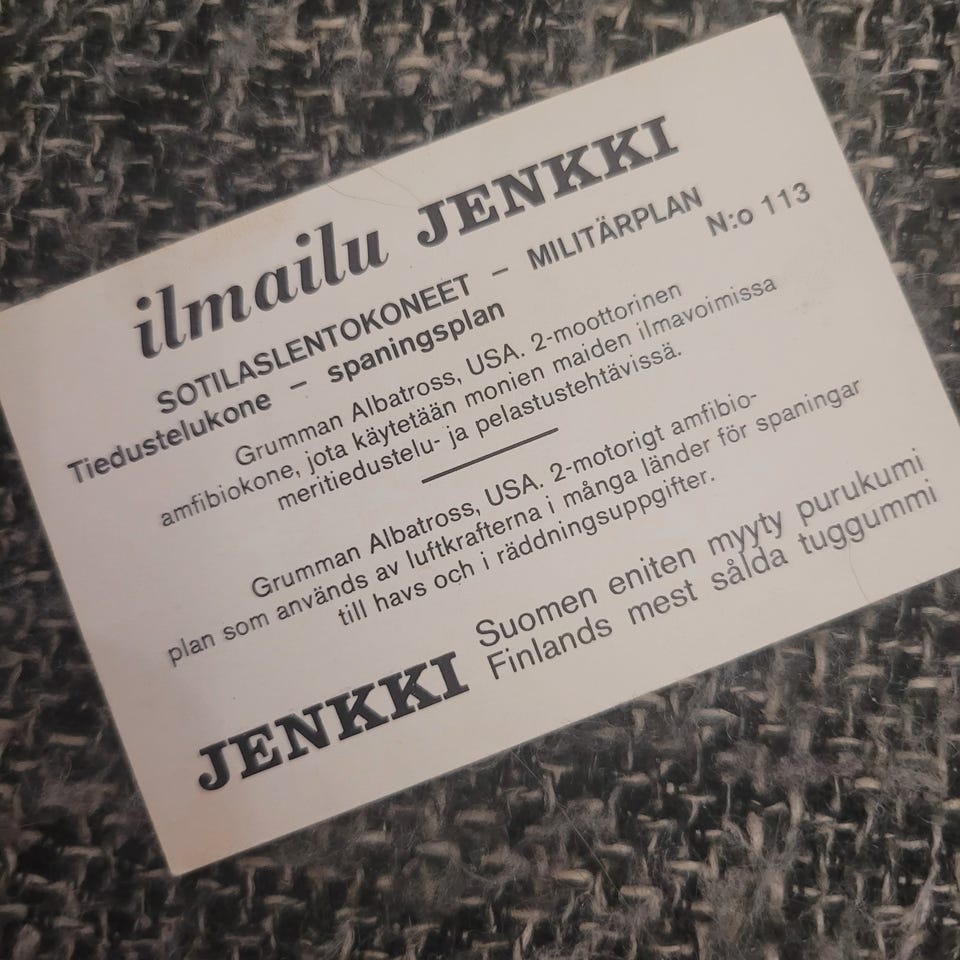 ilmailu JENKKI
SOTILASLENTOKONEET – MILITÄRPLAN
Tiedustelukone – spaningsplan N:o 113
Grumman Albatross, USA. 2-moottorinen
amfibiokone, jota käytetään monien maiden ilmavoimissa
meritiedustelu- ja pelastustehtävissä.
Grumman Albatross, USA. 2-motorigt amfibio-
plan som används av luftkrafterna i många länder för spaningar
till havs och i räddningsuppgifter.
JENKKI Suomen eniten myyty purukumi
Finlands mest sålda tuggummi